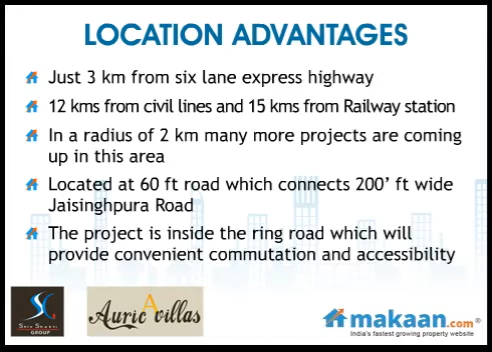 LOCATION ADVANTAGES
Just 3 km from six lane express highway
12 kms from civil lines and 15 kms from Railway station
In a radius of 2 km many more projects are coming
up in this area
Located at 60 ft road which connects 200’ ft wide
Jaisinghpura Road
The project is inside the ring road which will
provide convenient commutation and accessibility
GROUP
Auric villas
makaan.com®
India's fastest growing property website